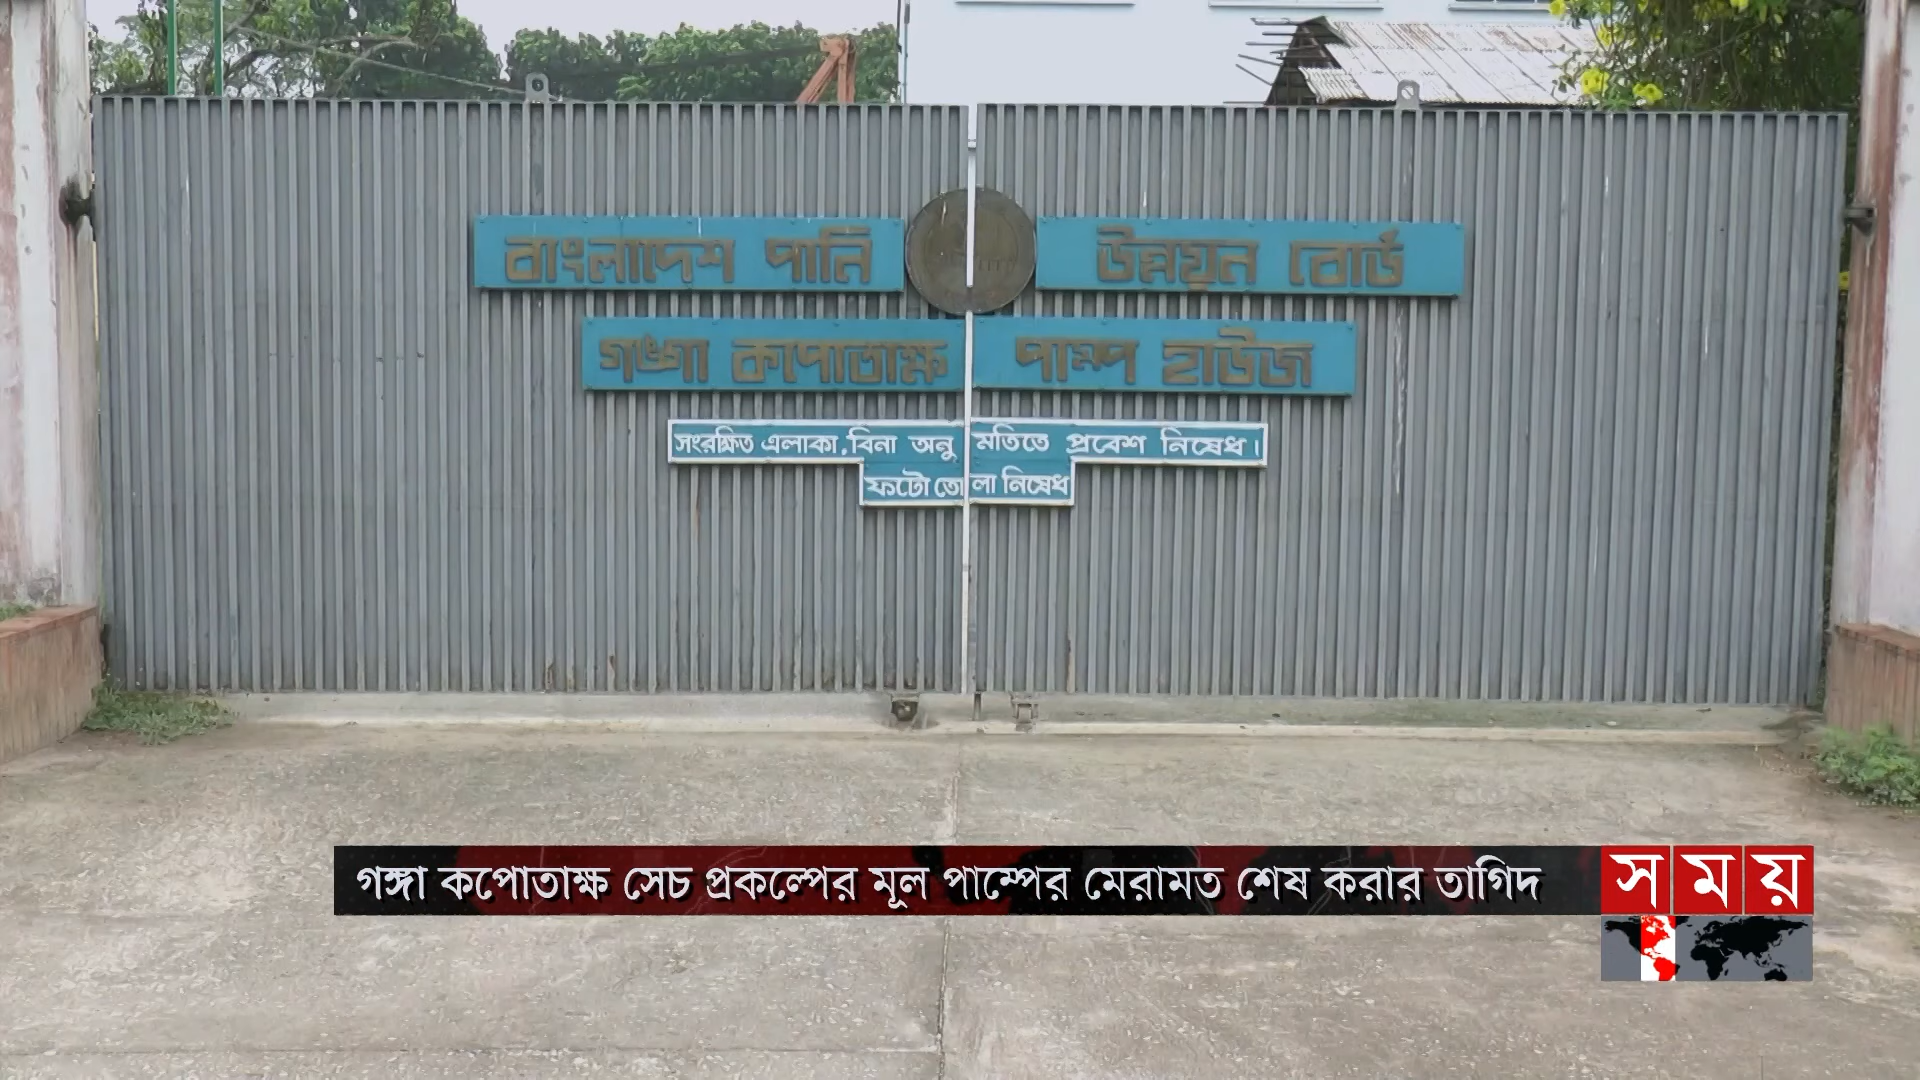 বাংলাদেশ পানি উন্নয়ন বোর্ড
গঙ্গা কপোতাক্ষ পাম্প হাউজ
সংরক্ষিত এলাকা, বিনা অনুমতিতে প্রবেশ নিষেধ।
ফটো তোলা নিষেধ
গঙ্গা কপোতাক্ষ সেচ প্রকল্পের মূল পাম্পের মেরামত শেষ করার তাগিদ
সময়